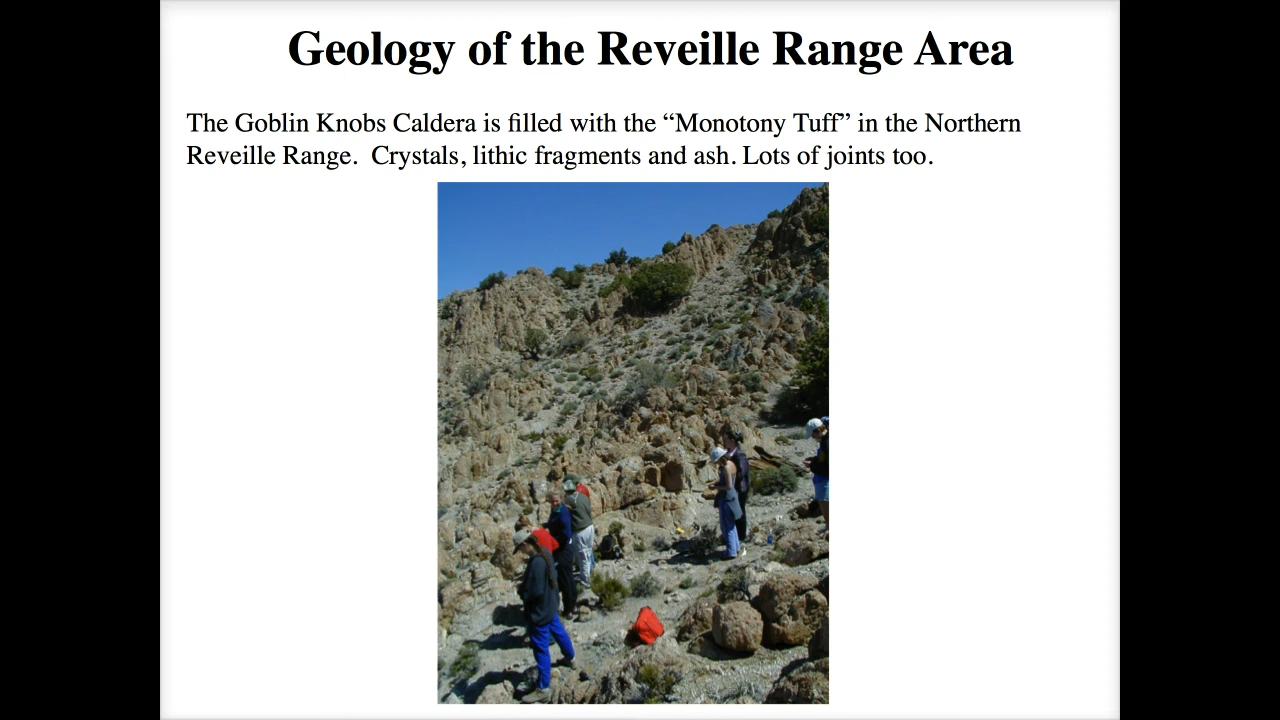 Geology of the Reveille Range Area
The Goblin Knobs Caldera is filled with the “Monotony Tuff” in the Northern
Reveille Range.  Crystals, lithic fragments and ash. Lots of joints too.